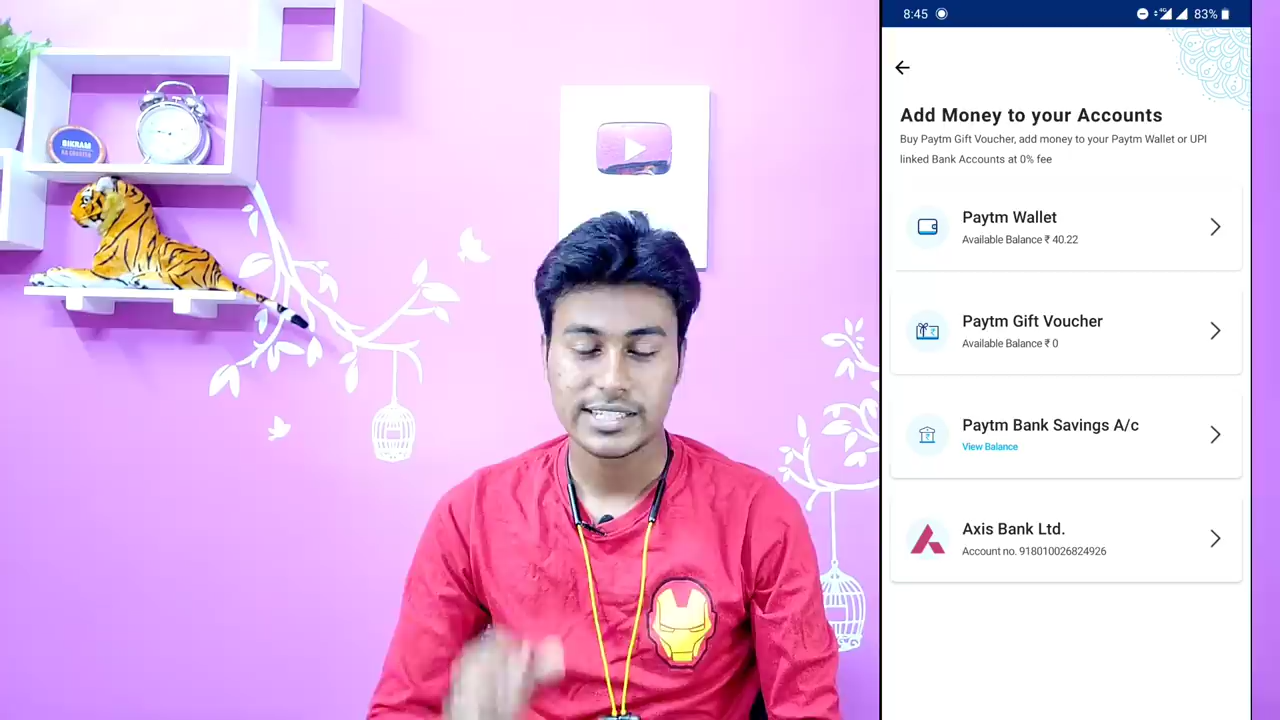 BIKRAM
8:45
4G
83%
Add Money to your Accounts
Buy Paytm Gift Voucher, add money to your Paytm Wallet or UPI
linked Bank Accounts at 0% fee
Paytm Wallet
Available Balance ₹ 40.22
Paytm Gift Voucher
Available Balance ₹ 0
Paytm Bank Savings A/c
View Balance
Axis Bank Ltd.
Account no. 918010026824926